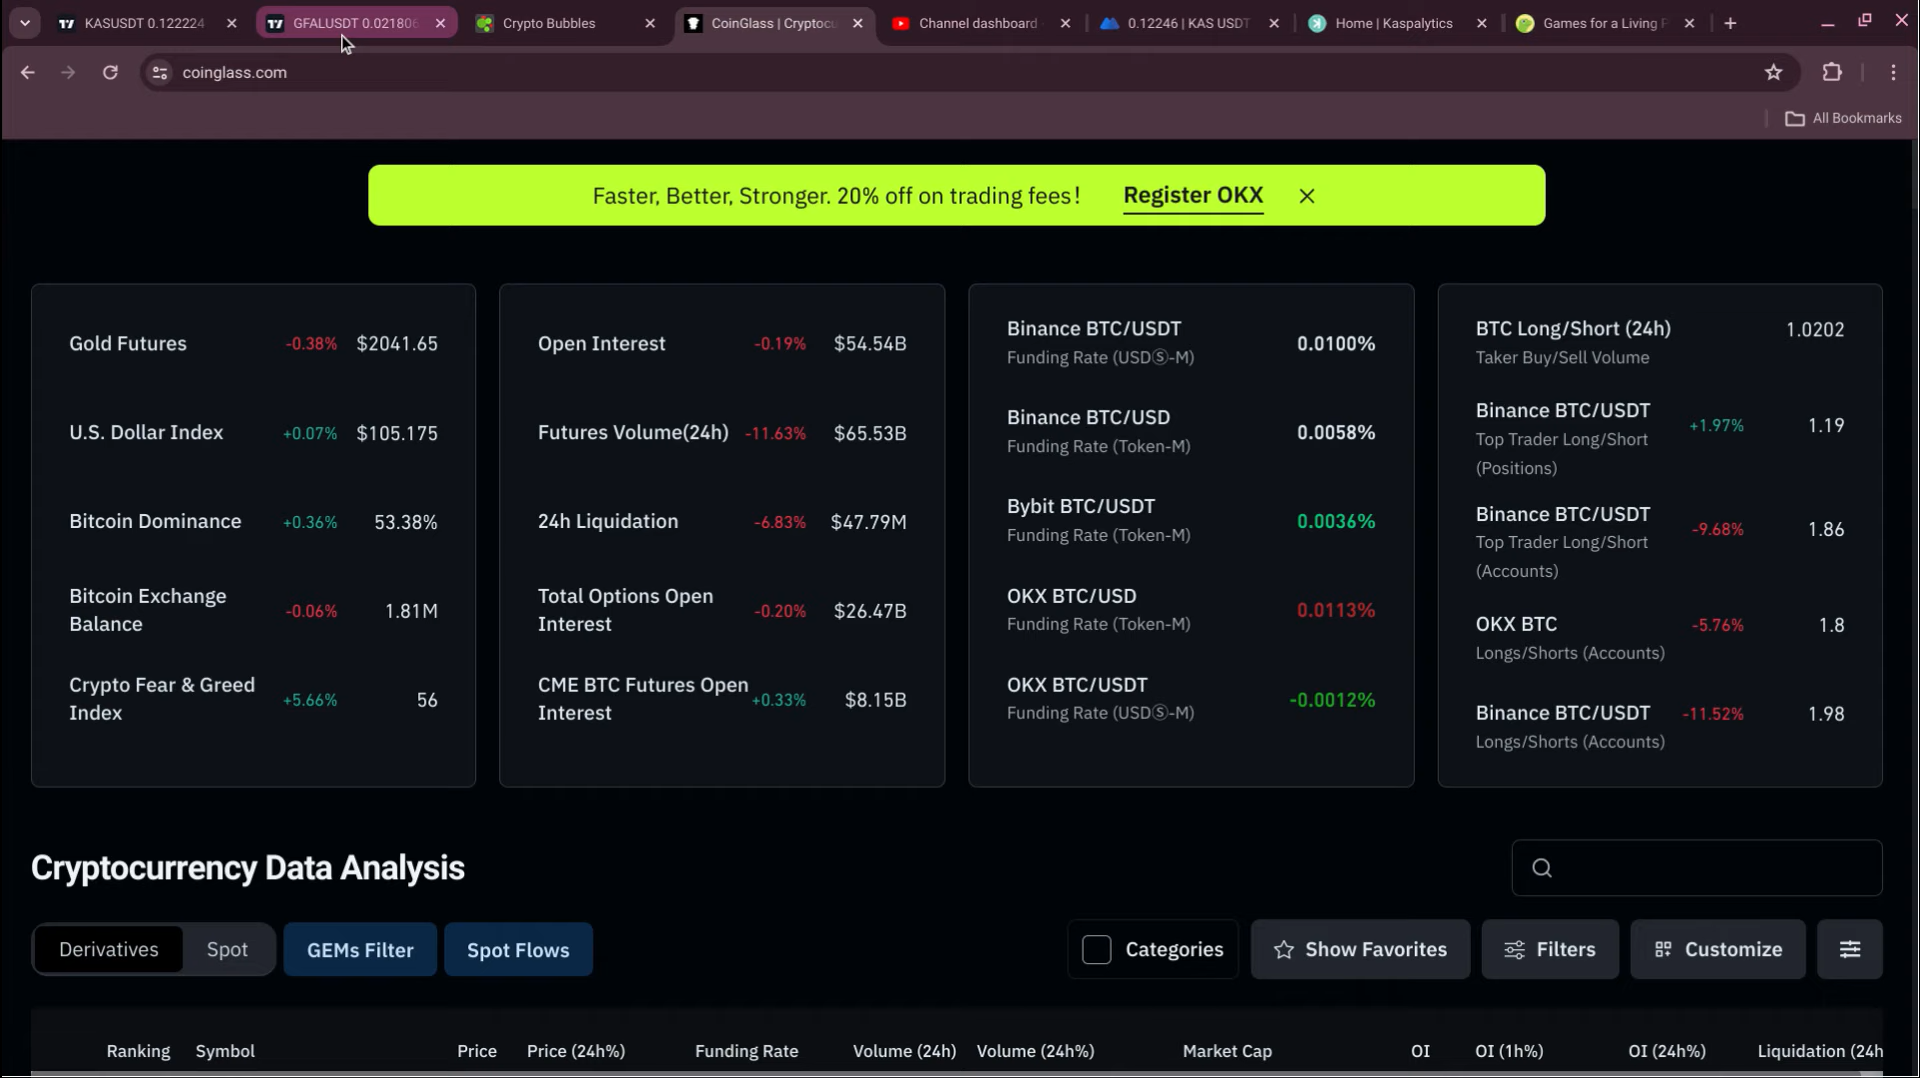 KASUSDT 0.122224
GFALUSDT 0.021806
Crypto Bubbles
CoinGlass | Cryptocu
Channel dashboard
0.12246 | KAS USDT
Home | Kaspalytics
Games for a Living P
coinglass.com
All Bookmarks
Faster, Better, Stronger. 20% off on trading fees! Register OKX
Gold Futures -0.38% $2041.65
U.S. Dollar Index +0.07% $105.175
Bitcoin Dominance +0.36% 53.38%
Bitcoin Exchange
Balance
-0.06% 1.81M
Crypto Fear & Greed
Index
+5.66% 56
Open Interest -0.19% $54.54B
Futures Volume(24h) -11.63% $65.53B
24h Liquidation -6.83% $47.79M
Total Options Open
Interest
-0.20% $26.47B
CME BTC Futures Open
Interest
+0.33% $8.15B
Binance BTC/USDT
Funding Rate (USDⓈ-M)
0.0100%
Binance BTC/USD
Funding Rate (Token-M)
0.0058%
Bybit BTC/USDT
Funding Rate (Token-M)
0.0036%
OKX BTC/USD
Funding Rate (Token-M)
0.0113%
OKX BTC/USDT
Funding Rate (USDⓈ-M)
-0.0012%
BTC Long/Short (24h)
Taker Buy/Sell Volume
1.0202
Binance BTC/USDT
Top Trader Long/Short
(Positions)
+1.97% 1.19
Binance BTC/USDT
Top Trader Long/Short
(Accounts)
-9.68% 1.86
OKX BTC
Longs/Shorts (Accounts)
-5.76% 1.8
Binance BTC/USDT
Longs/Shorts (Accounts)
-11.52% 1.98
Cryptocurrency Data Analysis
Derivatives Spot GEMs Filter Spot Flows Categories Show Favorites Filters Customize
Ranking Symbol Price Price (24h%) Funding Rate Volume (24h) Volume (24h%) Market Cap OI OI (1h%) OI (24h%) Liquidation (24h